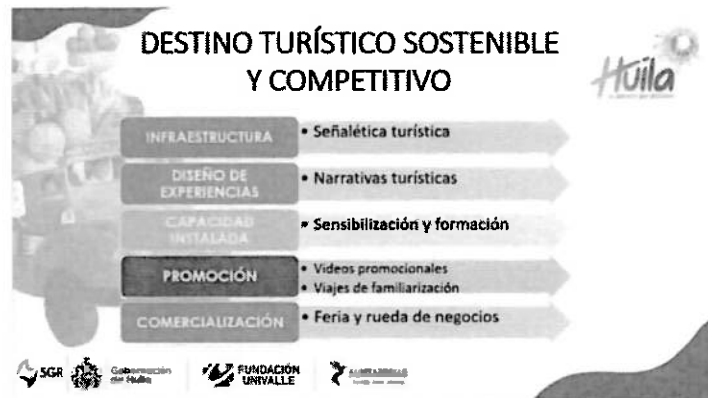 DESTINO TURÍSTICO SOSTENIBLE
Y COMPETITIVO
Huila
INFRAESTRUCTURA
• Señalética turística
DISEÑO DE
EXPERIENCIAS
• Narrativas turísticas
CAPACIDAD
INSTALADA
• Sensibilización y formación
PROMOCIÓN
• Videos promocionales
• Viajes de familiarización
COMERCIALIZACIÓN
• Feria y rueda de negocios
SGR
Gobernación
del Huila
FUNDACIÓN
UNIVALLE